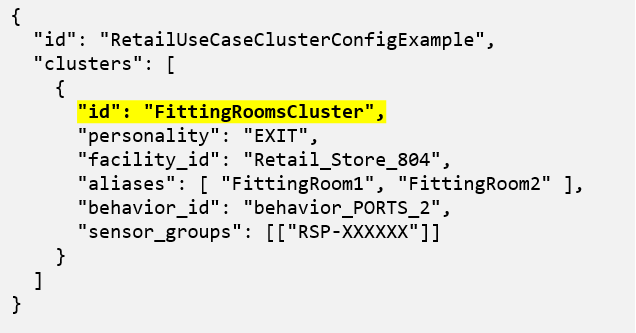 {
  "id": "RetailUseCaseClusterConfigExample",
  "clusters": [
    {
      "id": "FittingRoomsCluster",
      "personality": "EXIT",
      "facility_id": "Retail_Store_804",
      "aliases": [ "FittingRoom1", "FittingRoom2" ],
      "behavior_id": "behavior_PORTS_2",
      "sensor_groups": [["RSP-XXXXXX"]]
    }
  ]
}